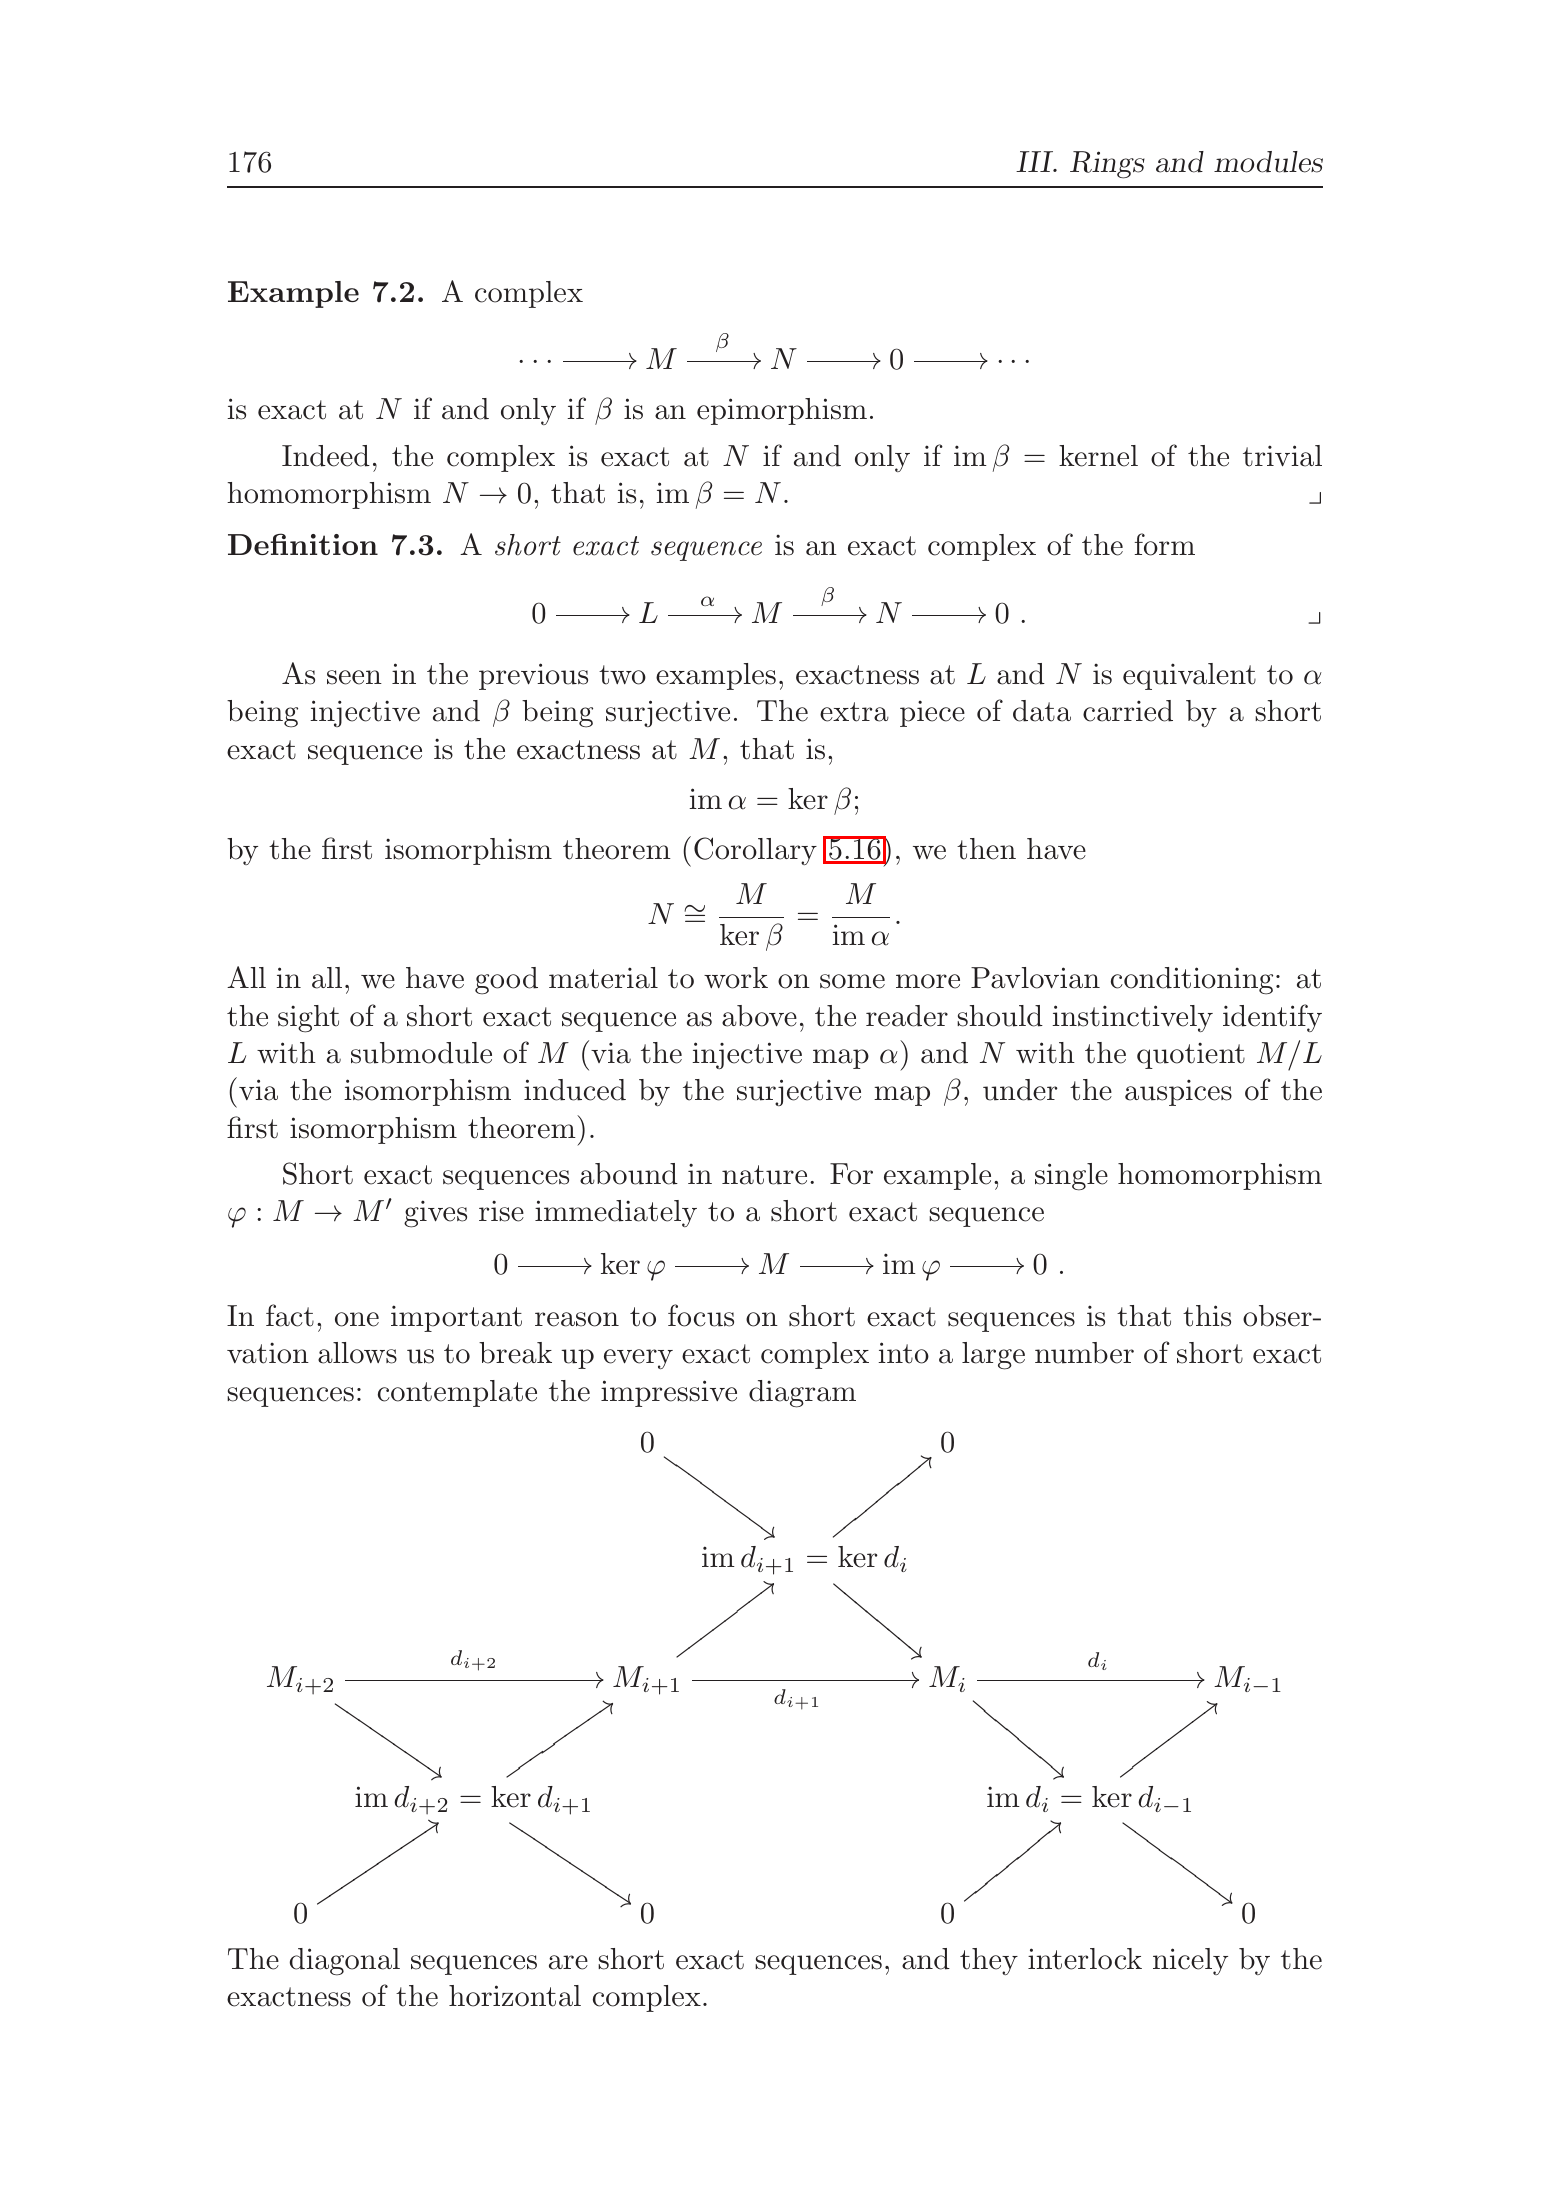 176 III. Rings and modules
Example 7.2. A complex
⋯ ⟶ M —β⟶ N ⟶ 0 ⟶ ⋯
is exact at N if and only if β is an epimorphism.
Indeed, the complex is exact at N if and only if im β = kernel of the trivial
homomorphism N → 0, that is, im β = N. ⌟
Definition 7.3. A short exact sequence is an exact complex of the form
0 ⟶ L —α⟶ M —β⟶ N ⟶ 0 . ⌟
As seen in the previous two examples, exactness at L and N is equivalent to α
being injective and β being surjective. The extra piece of data carried by a short
exact sequence is the exactness at M, that is,
im α = ker β;
by the first isomorphism theorem (Corollary 5.16), we then have
N ≅ M/ker β = M/im α.
All in all, we have good material to work on some more Pavlovian conditioning: at
the sight of a short exact sequence as above, the reader should instinctively identify
L with a submodule of M (via the injective map α) and N with the quotient M/L
(via the isomorphism induced by the surjective map β, under the auspices of the
first isomorphism theorem).
Short exact sequences abound in nature. For example, a single homomorphism
φ : M → M′ gives rise immediately to a short exact sequence
0 ⟶ ker φ ⟶ M ⟶ im φ ⟶ 0 .
In fact, one important reason to focus on short exact sequences is that this obser-
vation allows us to break up every exact complex into a large number of short exact
sequences: contemplate the impressive diagram
0 0
im d_{i+1} = ker d_i
M_{i+2} —d_{i+2}⟶ M_{i+1} —d_{i+1}⟶ M_i —d_i⟶ M_{i−1}
im d_{i+2} = ker d_{i+1} im d_i = ker d_{i−1}
0 0 0 0
The diagonal sequences are short exact sequences, and they interlock nicely by the
exactness of the horizontal complex.